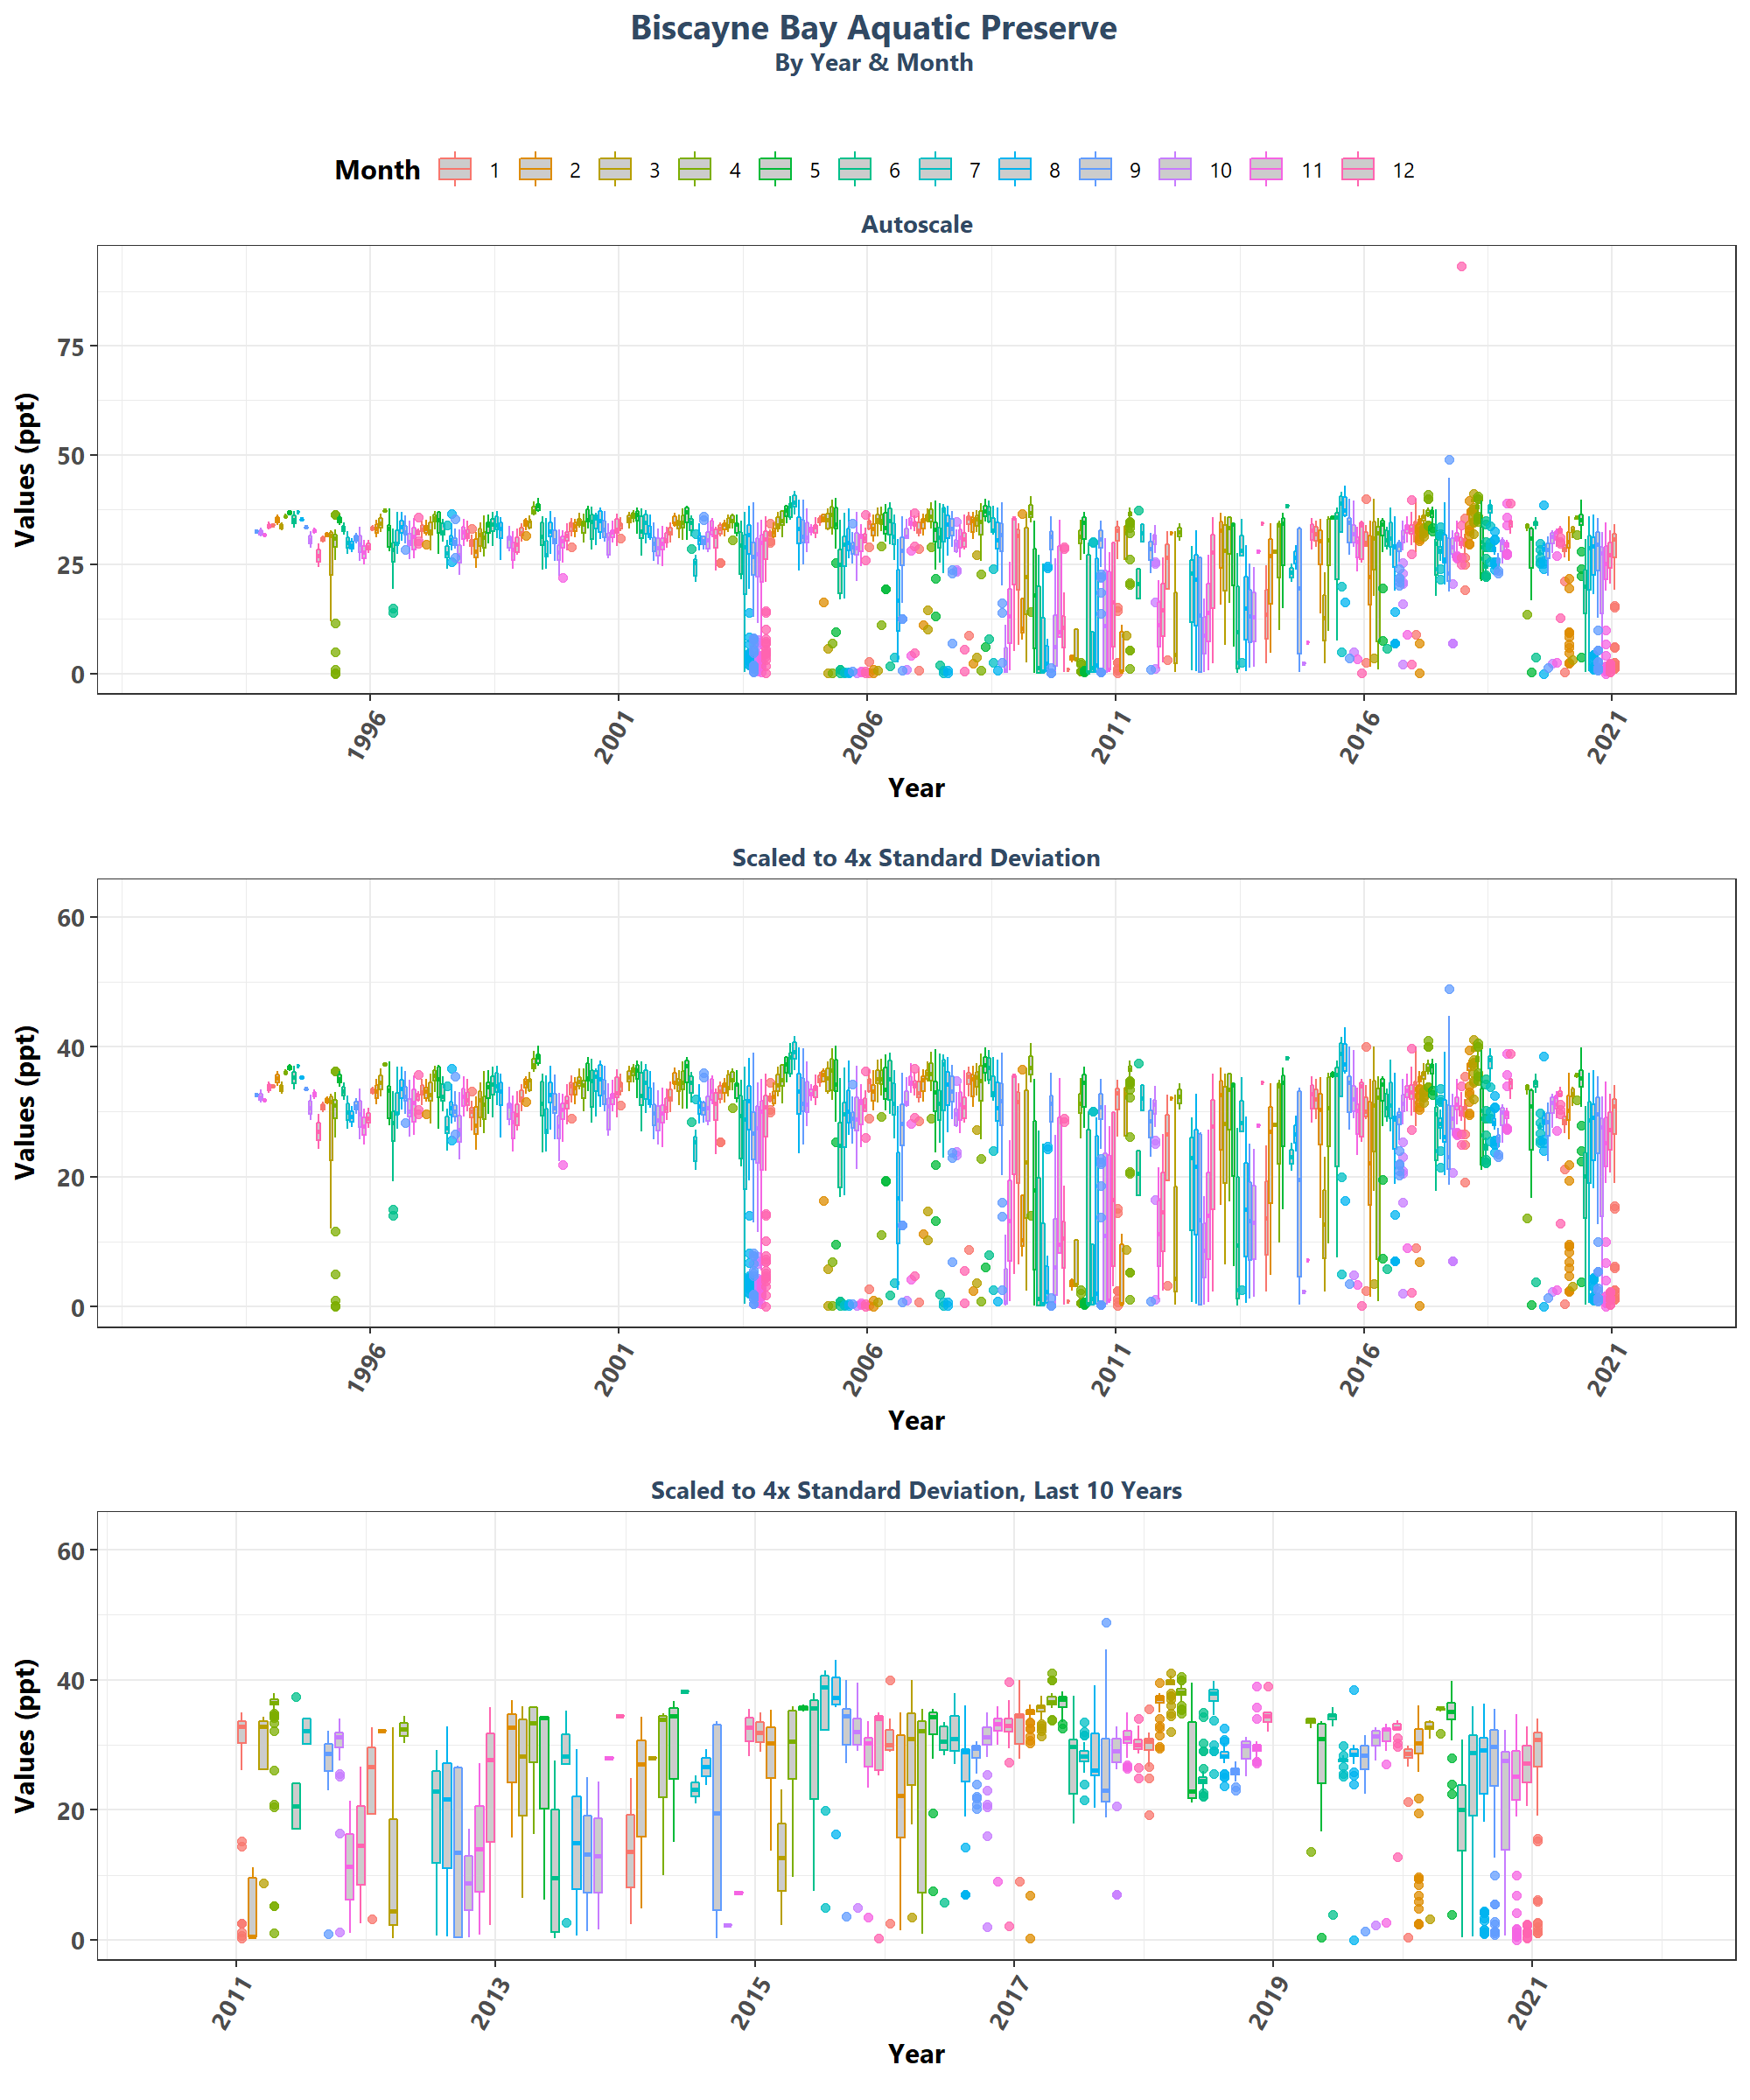 Biscayne Bay Aquatic Preserve
By Year & Month
Month 1 2 3 4 5 6 7 8 9 10 11 12
Autoscale
Values (ppt)
75
50
25
0
1996 2001 2006 2011 2016 2021
Year
Scaled to 4x Standard Deviation
Values (ppt)
60
40
20
0
1996 2001 2006 2011 2016 2021
Year
Scaled to 4x Standard Deviation, Last 10 Years
Values (ppt)
60
40
20
0
2011 2013 2015 2017 2019 2021
Year